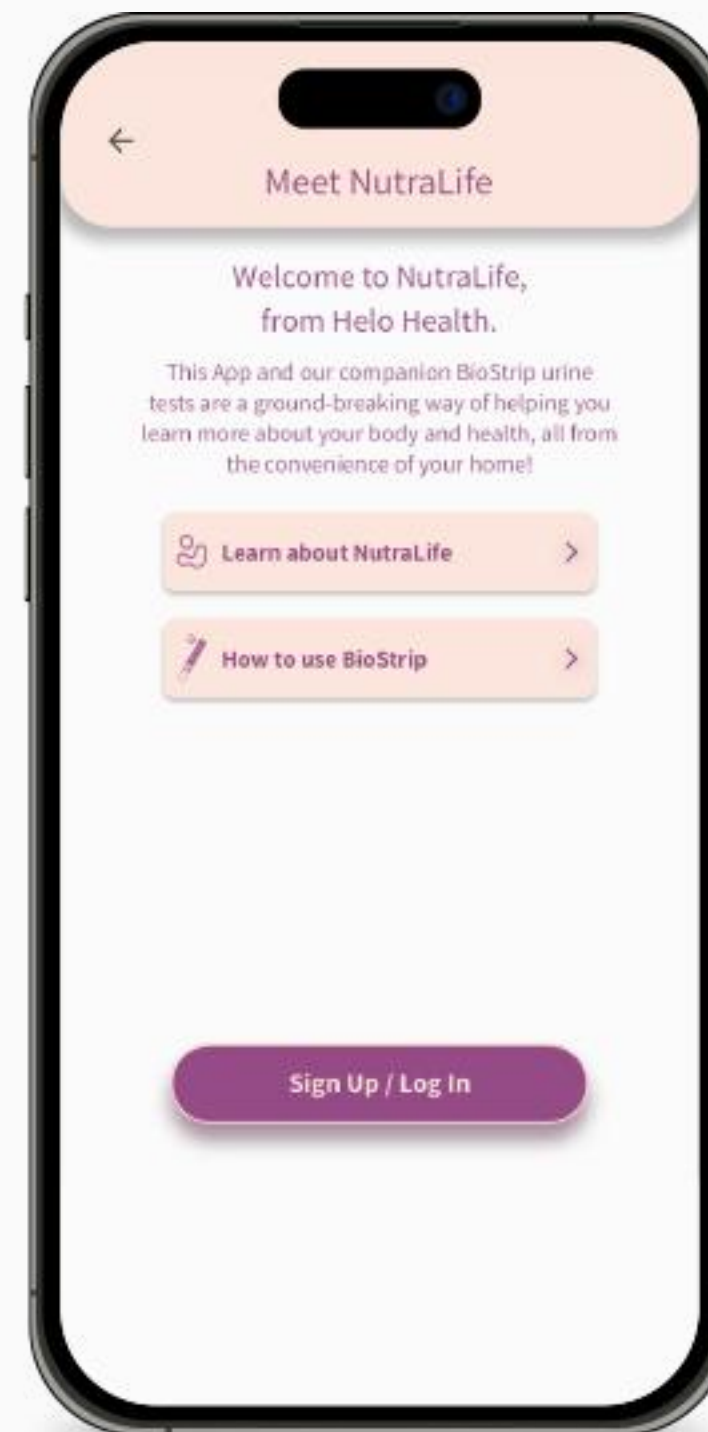 Meet NutraLife
Welcome to NutraLife,
from Helo Health.
This App and our companion BioStrip urine
tests are a ground-breaking way of helping you
learn more about your body and health, all from
the convenience of your home!
Learn about NutraLife
How to use BioStrip
Sign Up / Log In